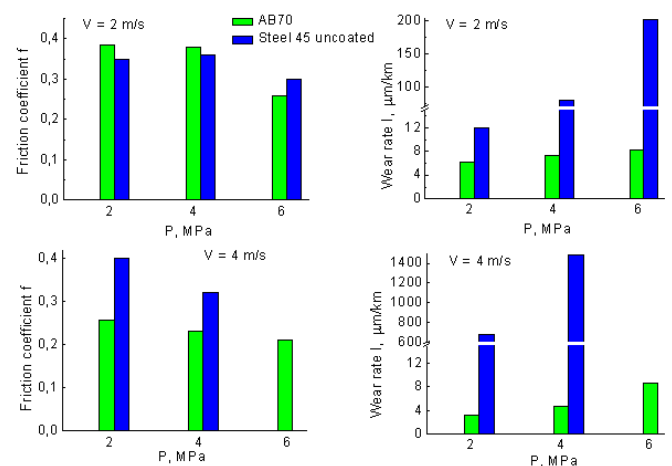 V = 2 m/s
AB70
Steel 45 uncoated
Friction coefficient f
0,4
0,3
0,2
0,1
0,0
2 4 6
P, MPa
V = 2 m/s
Wear rate I, μm/km
200
150
100
12
8
4
0
2 4 6
P, MPa
V = 4 m/s
Friction coefficient f
0,4
0,3
0,2
0,1
0,0
2 4 6
P, MPa
V = 4 m/s
Wear rate I, μm/km
1400
1200
1000
800
600
12
8
4
0
2 4 6
P, MPa